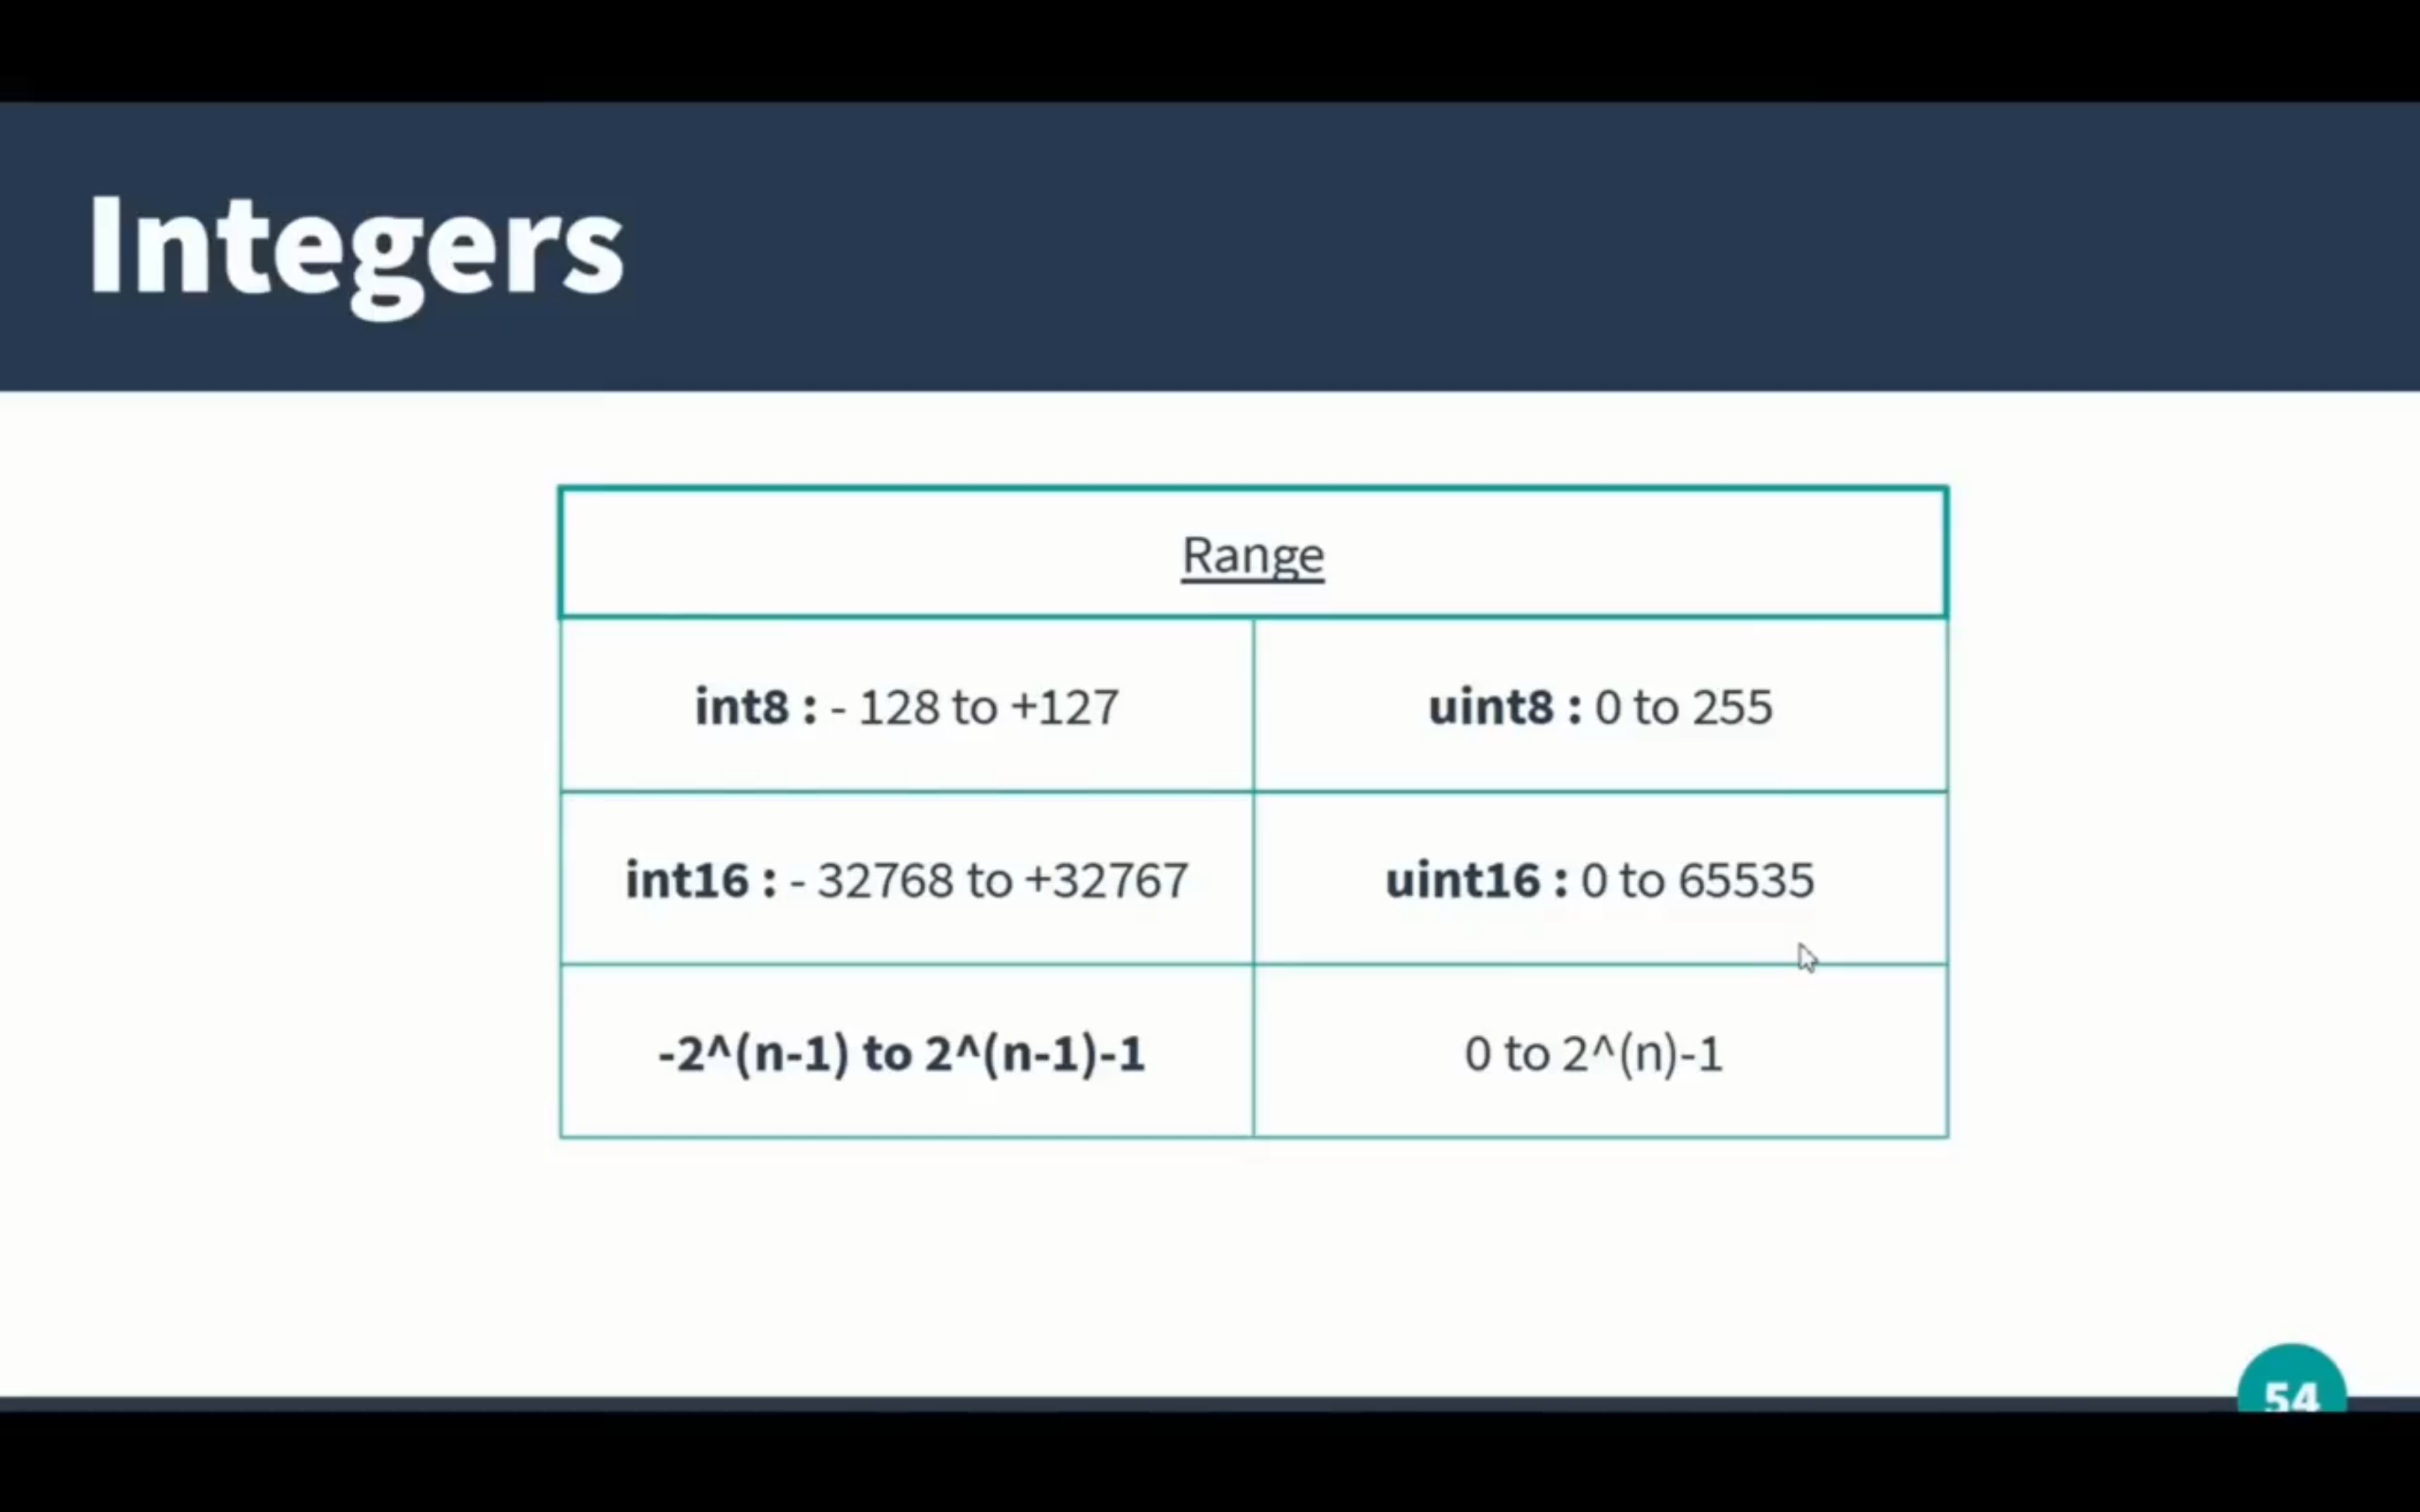 Integers
Range
int8 : - 128 to +127
uint8 : 0 to 255
int16 : - 32768 to +32767
uint16 : 0 to 65535
-2^(n-1) to 2^(n-1)-1
0 to 2^(n)-1
54